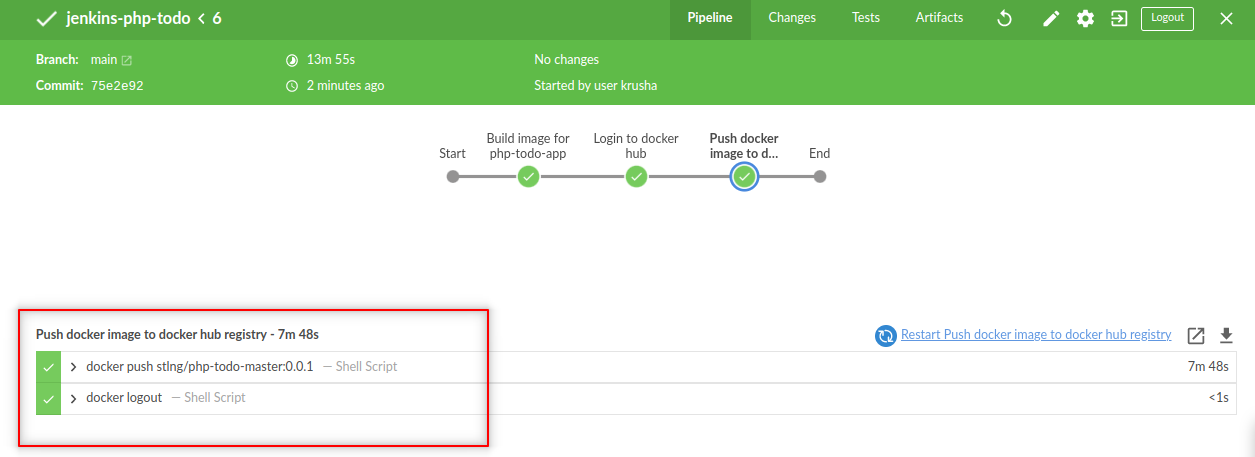 jenkins-php-todo < 6
Pipeline
Changes
Tests
Artifacts
Logout
Branch: main
13m 55s
No changes
Commit: 75e2e92
2 minutes ago
Started by user krusha
Start
Build image for
php-todo-app
Login to docker
hub
Push docker
image to d...
End
Push docker image to docker hub registry - 7m 48s
Restart Push docker image to docker hub registry
docker push stlng/php-todo-master:0.0.1 — Shell Script
7m 48s
docker logout — Shell Script
<1s